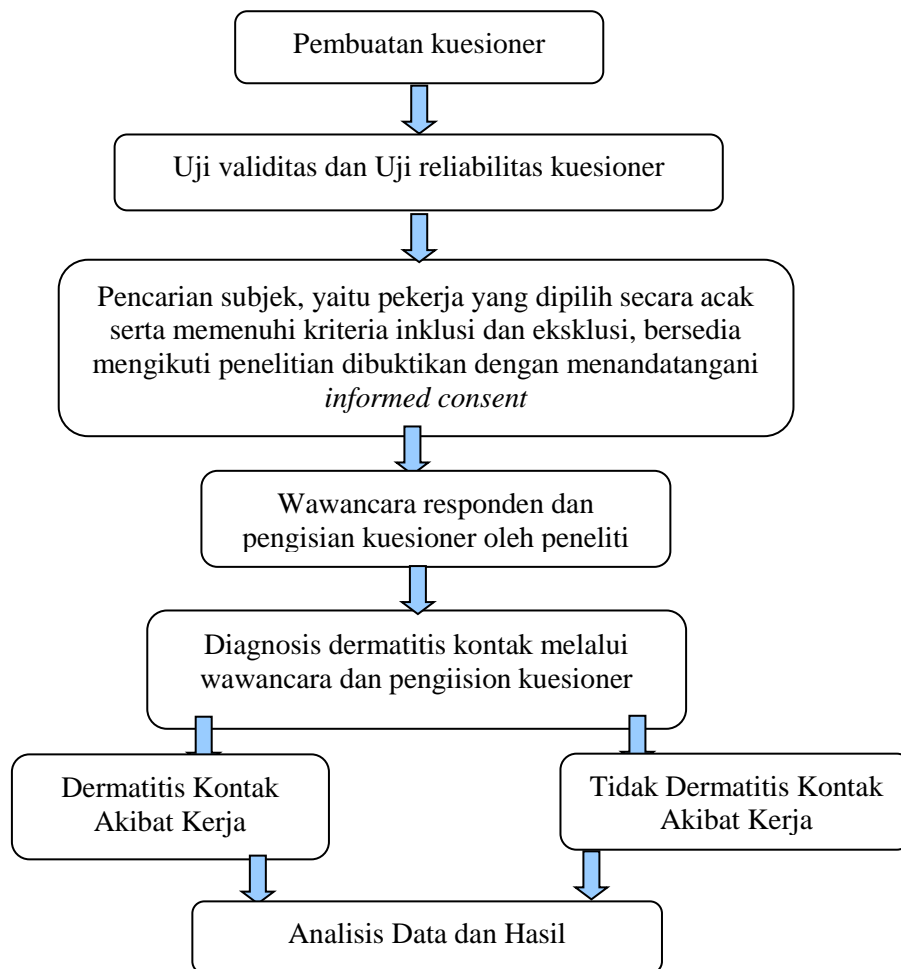 Pembuatan kuesioner
Uji validitas dan Uji reliabilitas kuesioner
Pencarian subjek, yaitu pekerja yang dipilih secara acak
serta memenuhi kriteria inklusi dan eksklusi, bersedia
mengikuti penelitian dibuktikan dengan menandatangani
informed consent
Wawancara responden dan
pengisian kuesioner oleh peneliti
Diagnosis dermatitis kontak melalui
wawancara dan pengiision kuesioner
Dermatitis Kontak
Akibat Kerja
Tidak Dermatitis Kontak
Akibat Kerja
Analisis Data dan Hasil